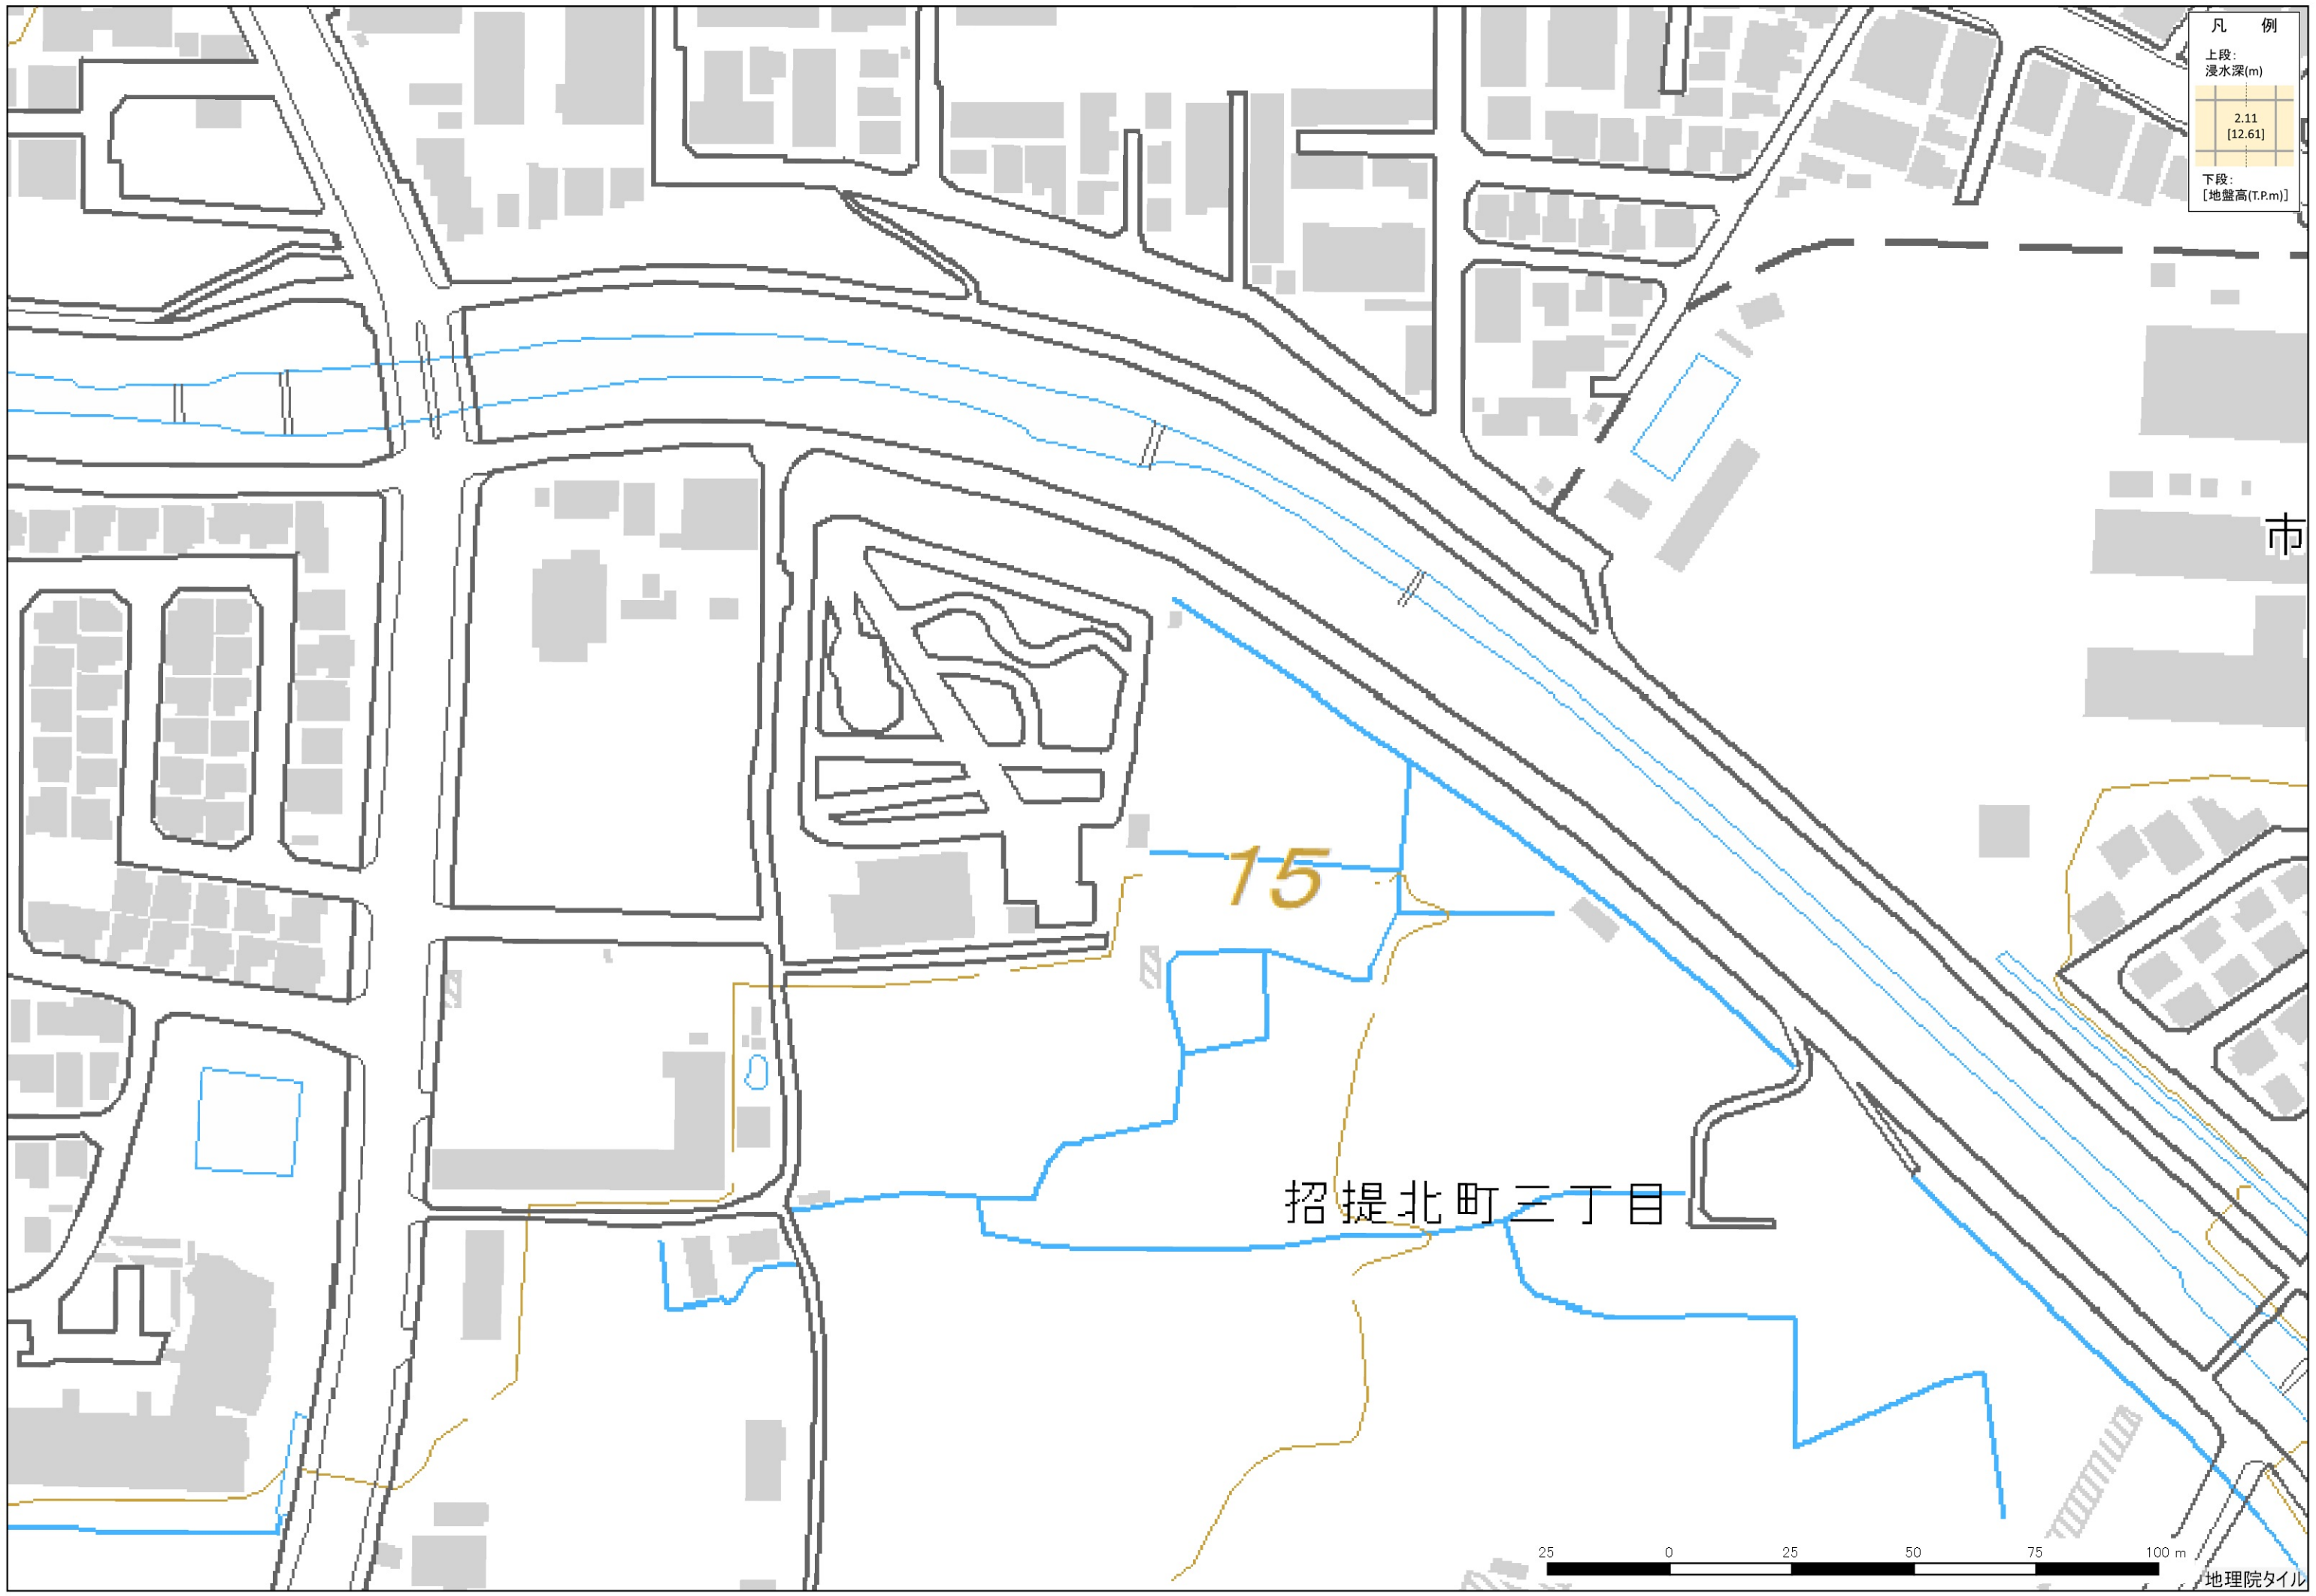 凡 例
上段:
浸水深(m)
2.11
[12.61]
下段:
[地盤高(T.P.m)]
市
15
招提北町三丁目
25 0 25 50 75 100 m
地理院タイル